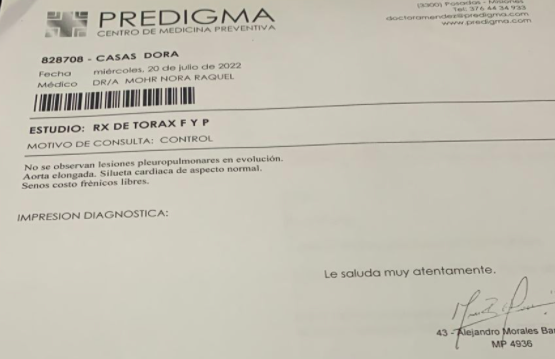 PREDIGMA
CENTRO DE MEDICINA PREVENTIVA
(3300) Posadas - Misiones
Tel: 376 44 34 933
doctoramendez@predigma.com
www.predigma.com
828708 - CASAS DORA
Fecha miércoles, 20 de julio de 2022
Médico DR/A MOHR NORA RAQUEL
ESTUDIO: RX DE TORAX F Y P
MOTIVO DE CONSULTA: CONTROL
No se observan lesiones pleuropulmonares en evolución.
Aorta elongada. Silueta cardiaca de aspecto normal.
Senos costo frénicos libres.
IMPRESION DIAGNOSTICA:
Le saluda muy atentamente.
43 - Alejandro Morales Bar
MP 4936